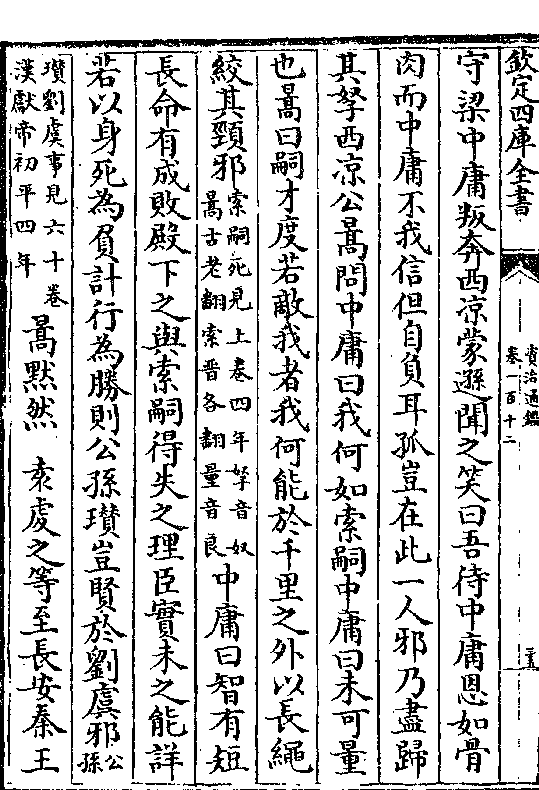 欽定四庫全書
資治通鑑
卷一百十二
守梁中庸叛奔西涼蒙遜聞之笑曰吾待中庸恩如骨
肉而中庸不我信但自負耳孤豈在此一人邪乃盡歸
其孥西涼公暠問中庸曰我何如索嗣中庸曰未可量
也暠曰嗣才度若敵我者我何能於千里之外以長繩
絞其頸邪索嗣死見上卷四年孥音奴
暠古老翻索昔各翻量音良中庸曰智有短
長命有成敗殿下之與索嗣得失之理臣實未之能詳
若以身死為負計行為勝則公孫瓚豈賢於劉虞邪公孫
瓚劉虞事見六十卷
漢獻帝初平四年暠默然 袁虔之等至長安秦王